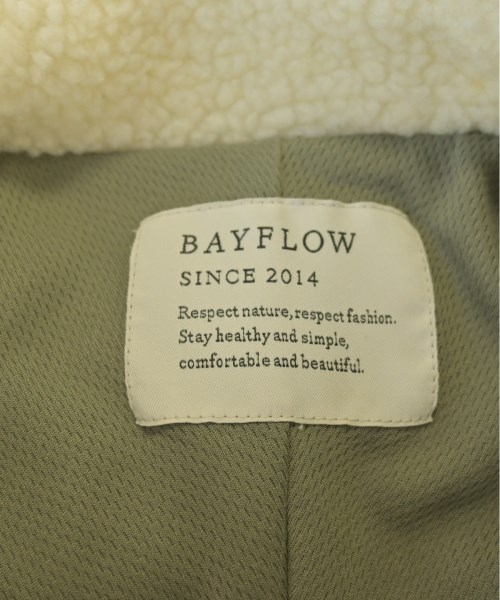 BAYFLOW
SINCE 2014
Respect nature, respect fashion.
Stay healthy and simple,
comfortable and beautiful.